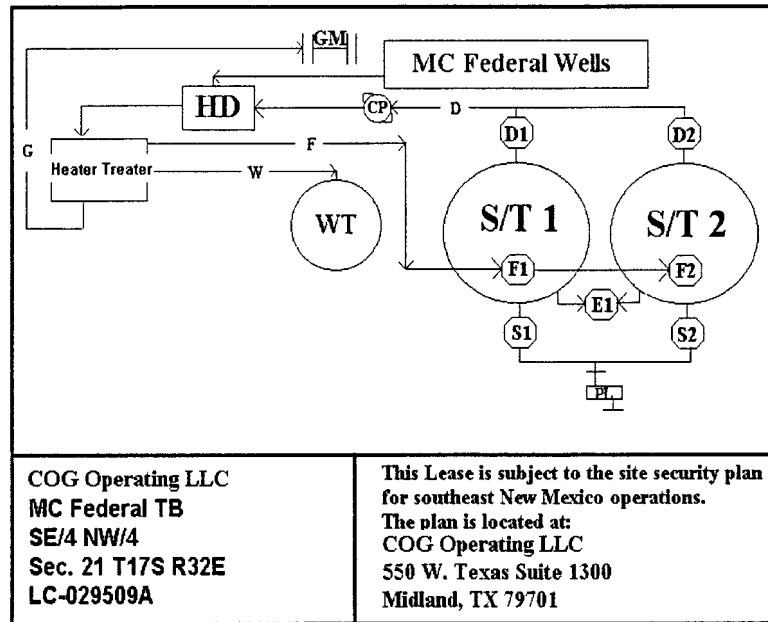 GM
MC Federal Wells
HD
CP
D
G
D1
D2
F
Heater Treater
W
WT
S/T 1
S/T 2
F1
F2
E1
S1
S2
PL
COG Operating LLC
MC Federal TB
SE/4 NW/4
Sec. 21 T17S R32E
LC-029509A
This Lease is subject to the site security plan
for southeast New Mexico operations.
The plan is located at:
COG Operating LLC
550 W. Texas Suite 1300
Midland, TX 79701